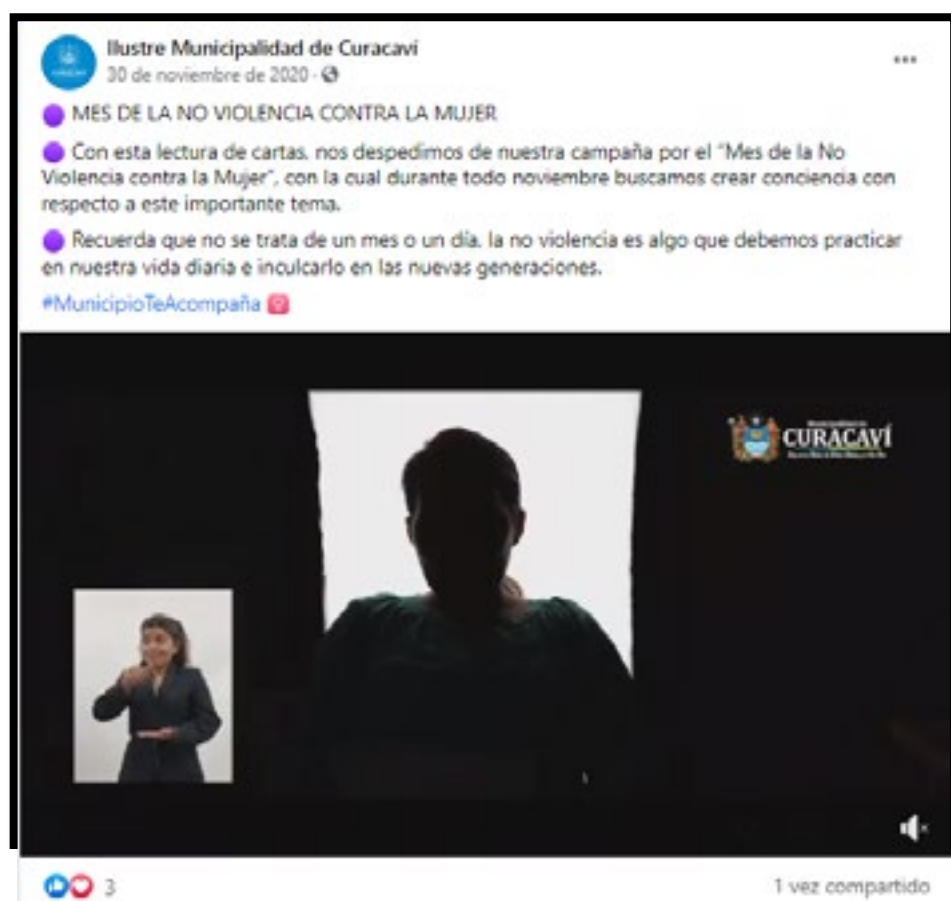 Ilustre Municipalidad de Curacaví
30 de noviembre de 2020 ·
MES DE LA NO VIOLENCIA CONTRA LA MUJER
Con esta lectura de cartas, nos despedimos de nuestra campaña por el "Mes de la No
Violencia contra la Mujer", con la cual durante todo noviembre buscamos crear conciencia con
respecto a este importante tema.
Recuerda que no se trata de un mes o un día, la no violencia es algo que debemos practicar
en nuestra vida diaria e inculcarlo en las nuevas generaciones.
#MunicipioTeAcompaña
CURACAVÍ
3
1 vez compartido